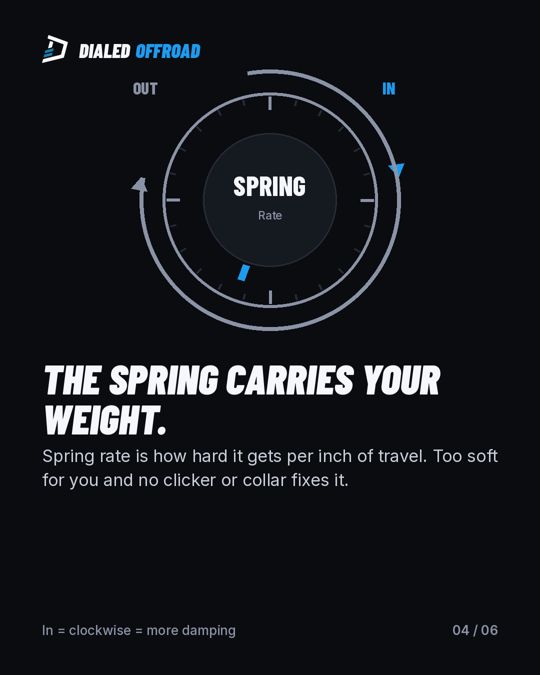 DIALED OFFROAD
OUT
IN
SPRING
Rate
THE SPRING CARRIES YOUR
WEIGHT.
Spring rate is how hard it gets per inch of travel. Too soft
for you and no clicker or collar fixes it.
In = clockwise = more damping
04 / 06